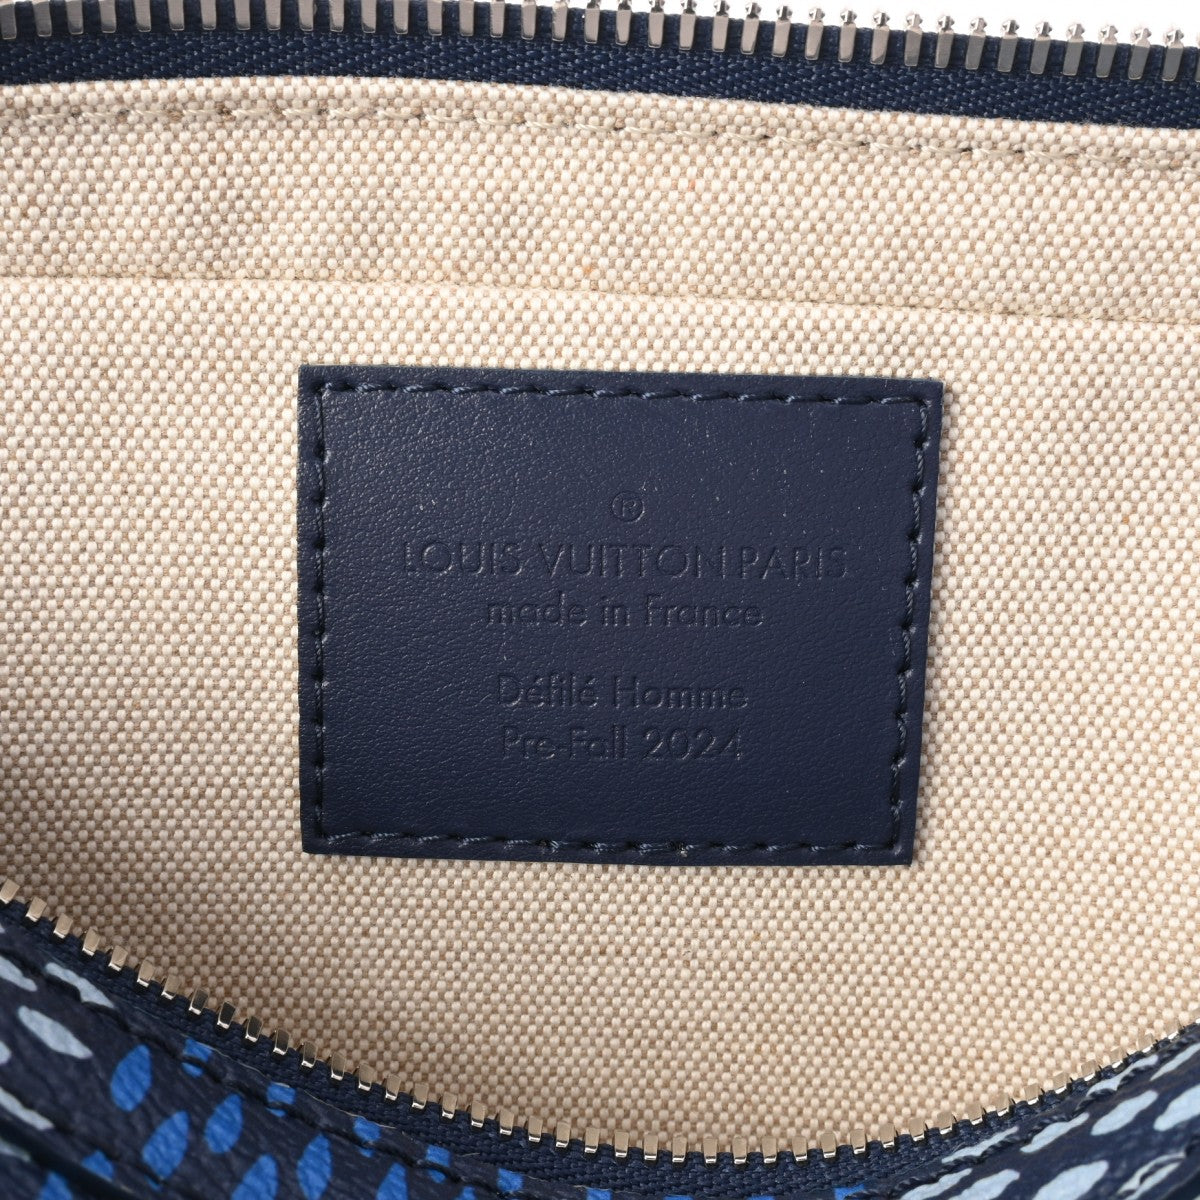 ®
LOUIS VUITTON PARIS
made in France
Défilé Homme
Pre-Fall 2024